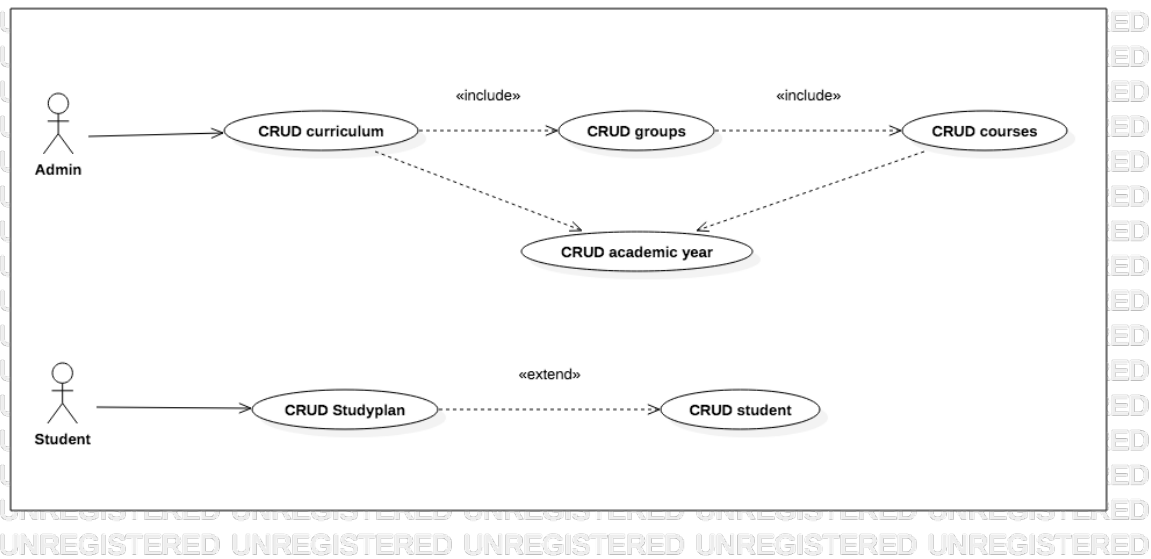 «include»
«include»
CRUD curriculum
CRUD groups
CRUD courses
Admin
CRUD academic year
«extend»
CRUD Studyplan
CRUD student
Student
UNREGISTERED UNREGISTERED UNREGISTERED UNREGISTERED UNREGISTERED